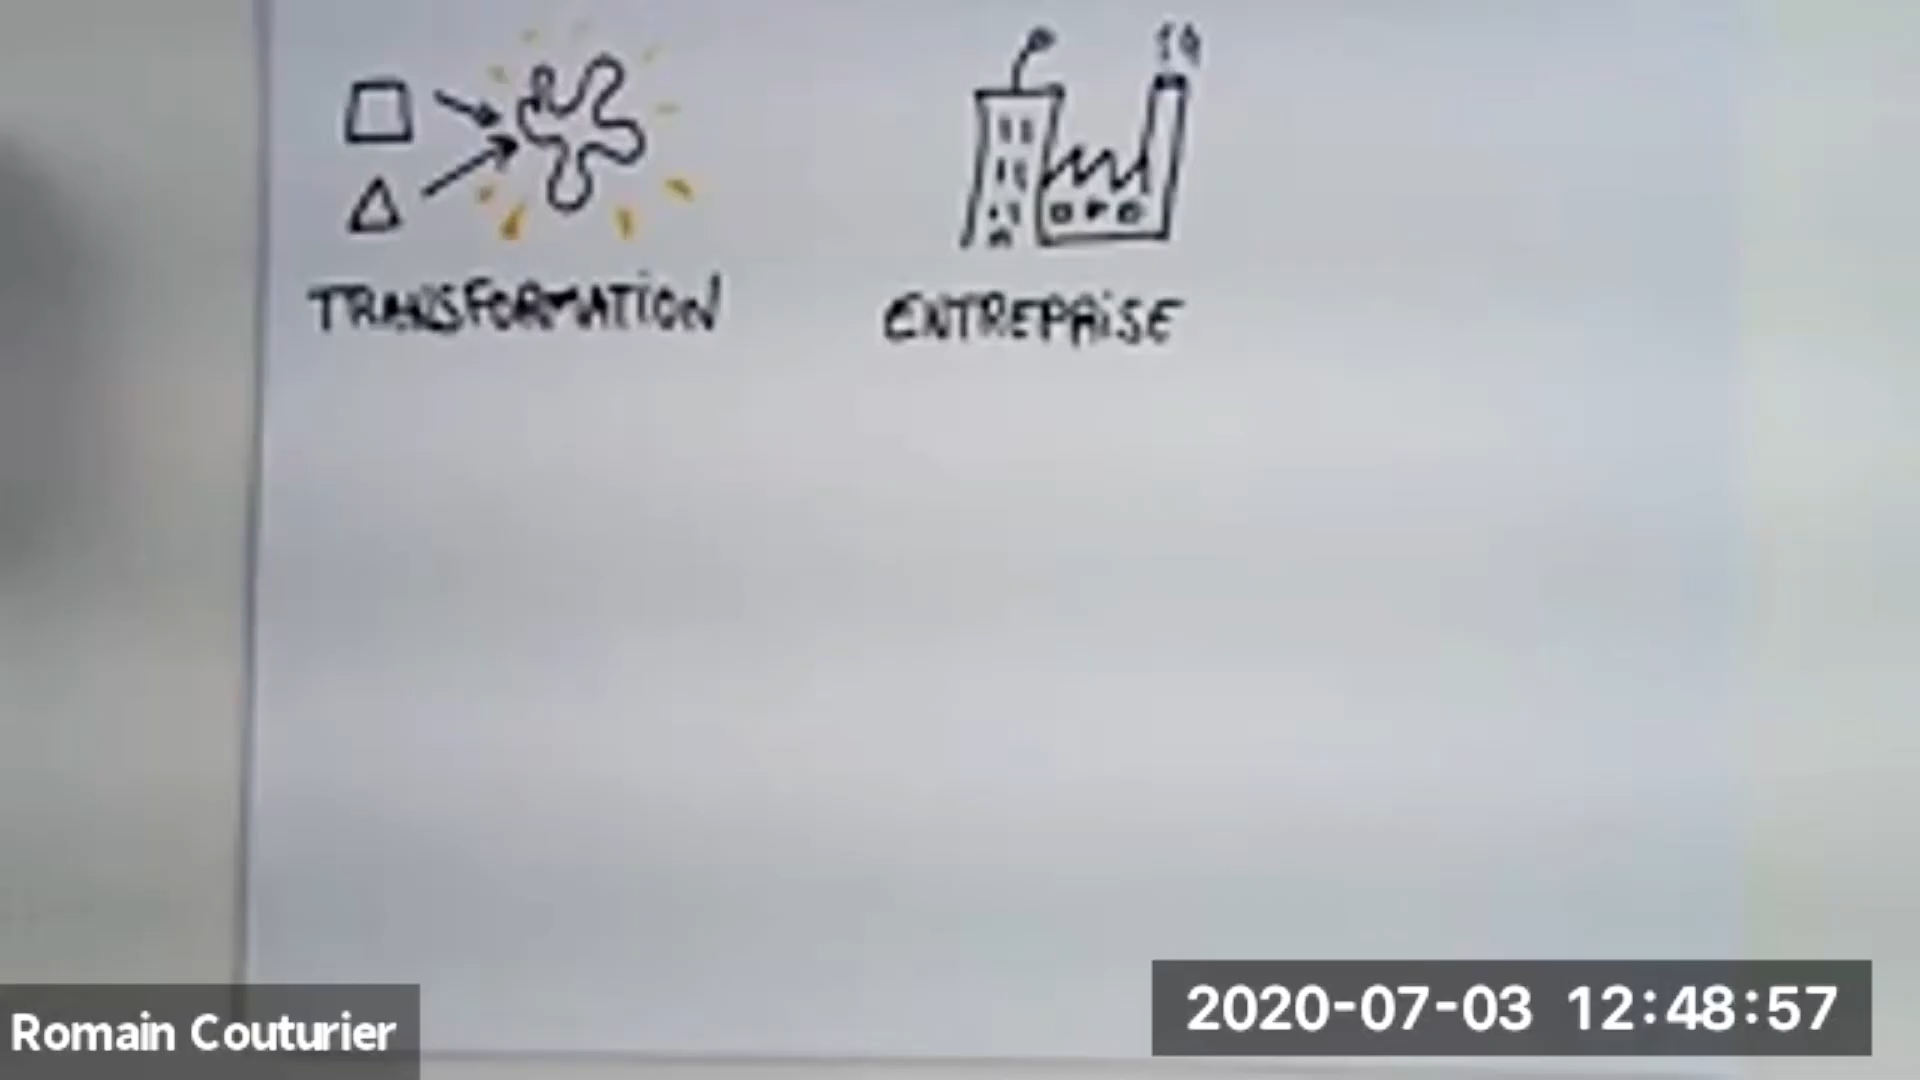 TRANSFORMATION
ENTREPRISE
Romain Couturier
2020-07-03 12:48:57